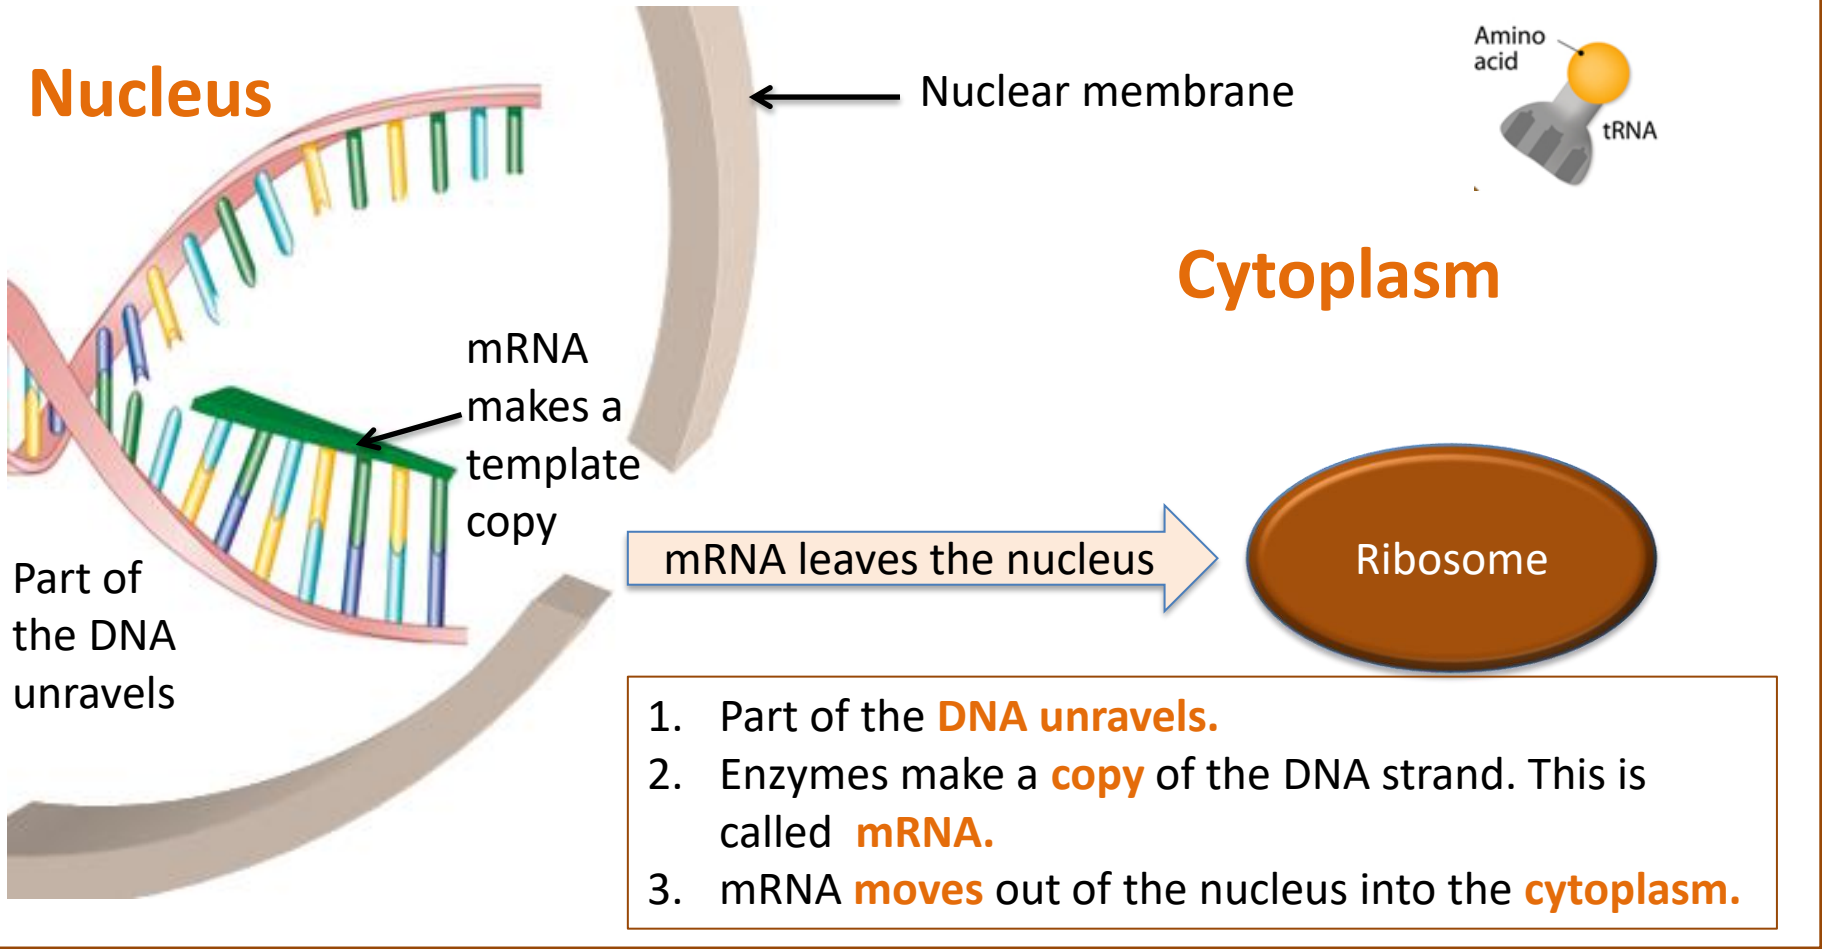 Nucleus
Nuclear membrane
Amino
acid
tRNA
Cytoplasm
mRNA
makes a
template
copy
Part of
the DNA
unravels
mRNA leaves the nucleus
Ribosome
1. Part of the DNA unravels.
2. Enzymes make a copy of the DNA strand. This is
called mRNA.
3. mRNA moves out of the nucleus into the cytoplasm.